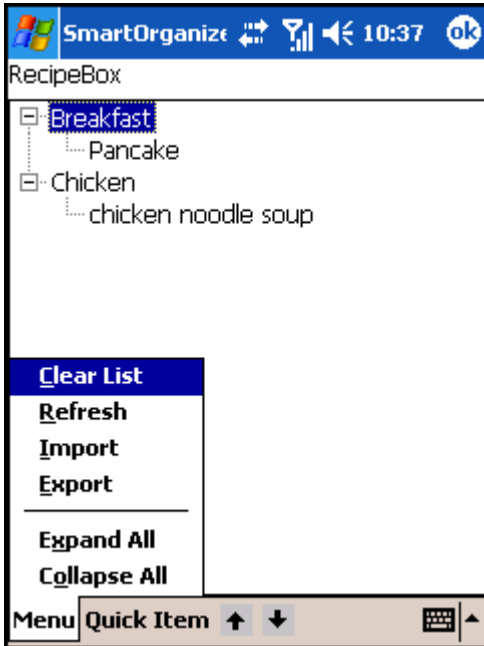 SmartOrganize 10:37 ok
RecipeBox
Breakfast
Pancake
Chicken
chicken noodle soup
Clear List
Refresh
Import
Export
Expand All
Collapse All
Menu Quick Item